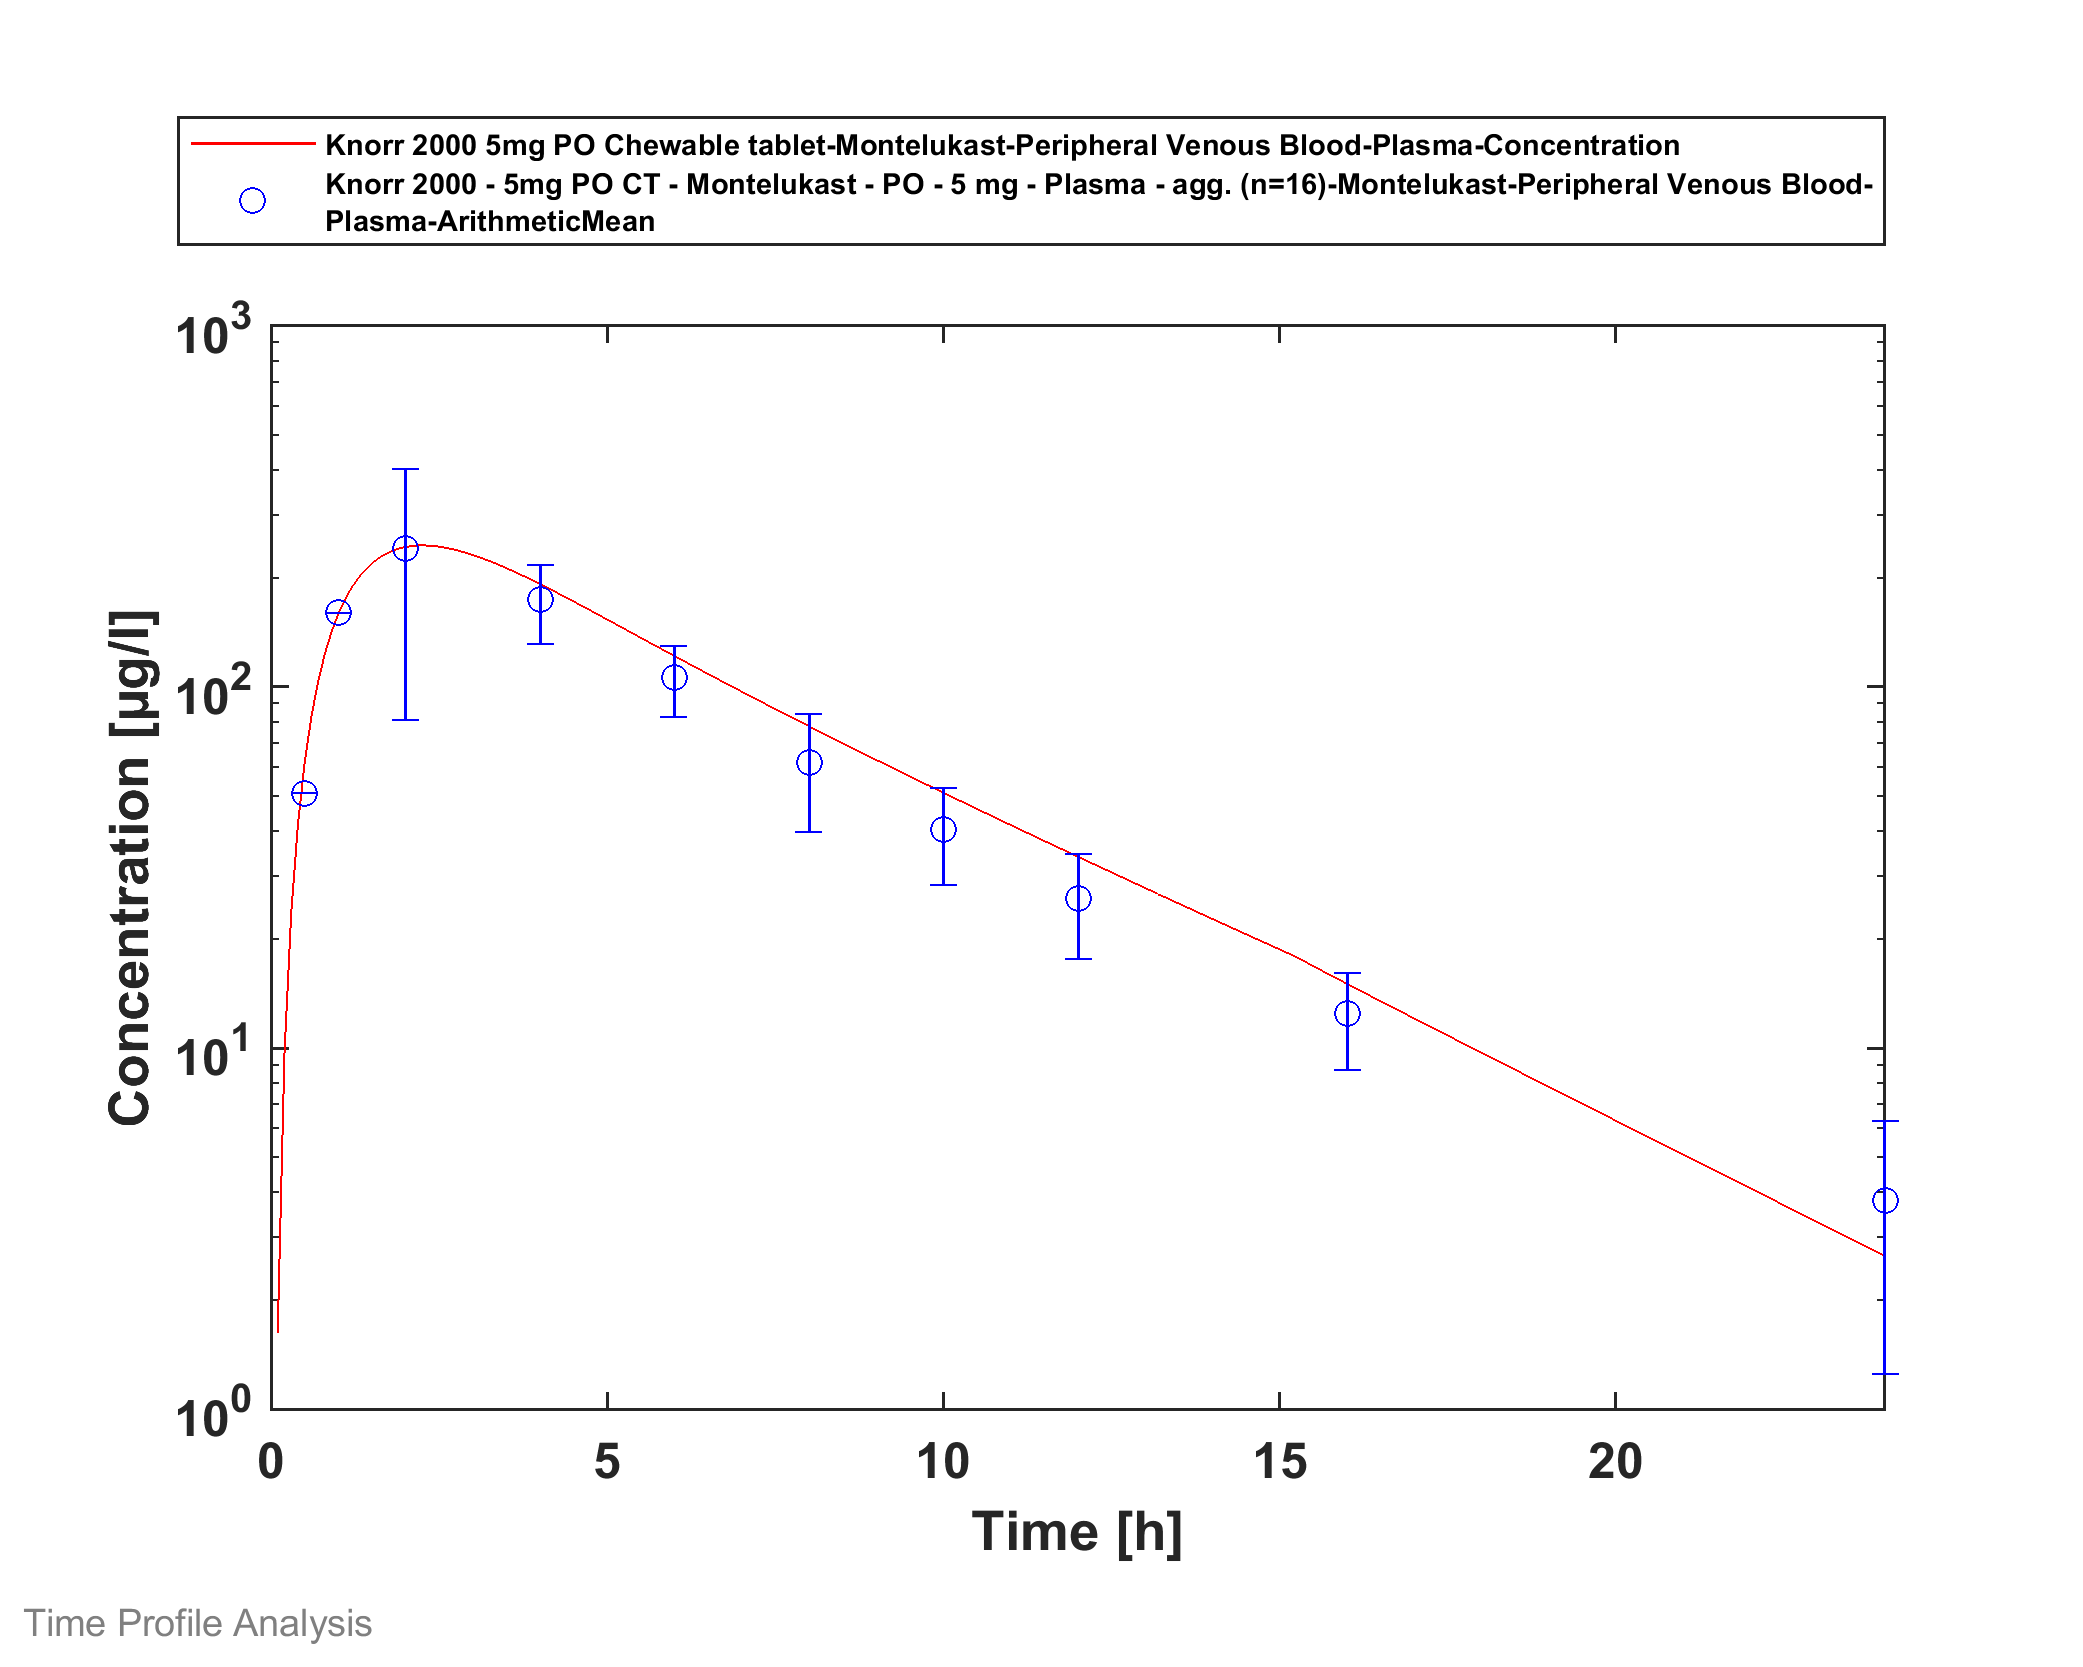 Knorr 2000 5mg PO Chewable tablet-Montelukast-Peripheral Venous Blood-Plasma-Concentration
Knorr 2000 - 5mg PO CT - Montelukast - PO - 5 mg - Plasma - agg. (n=16)-Montelukast-Peripheral Venous Blood-
Plasma-ArithmeticMean
10³
10²
10¹
10⁰
Concentration [µg/l]
0 5 10 15 20
Time [h]
Time Profile Analysis